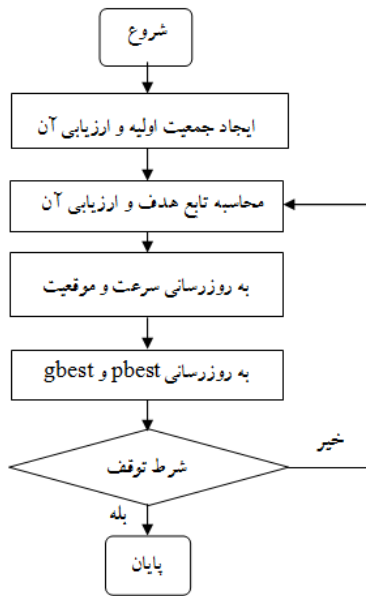 شروع
ایجاد جمعیت اولیه و ارزیابی آن
محاسبه تابع هدف و ارزیابی آن
به روزرسانی سرعت و موقعیت
به روزرسانی pbest و gbest
شرط توقف
خیر
بله
پایان